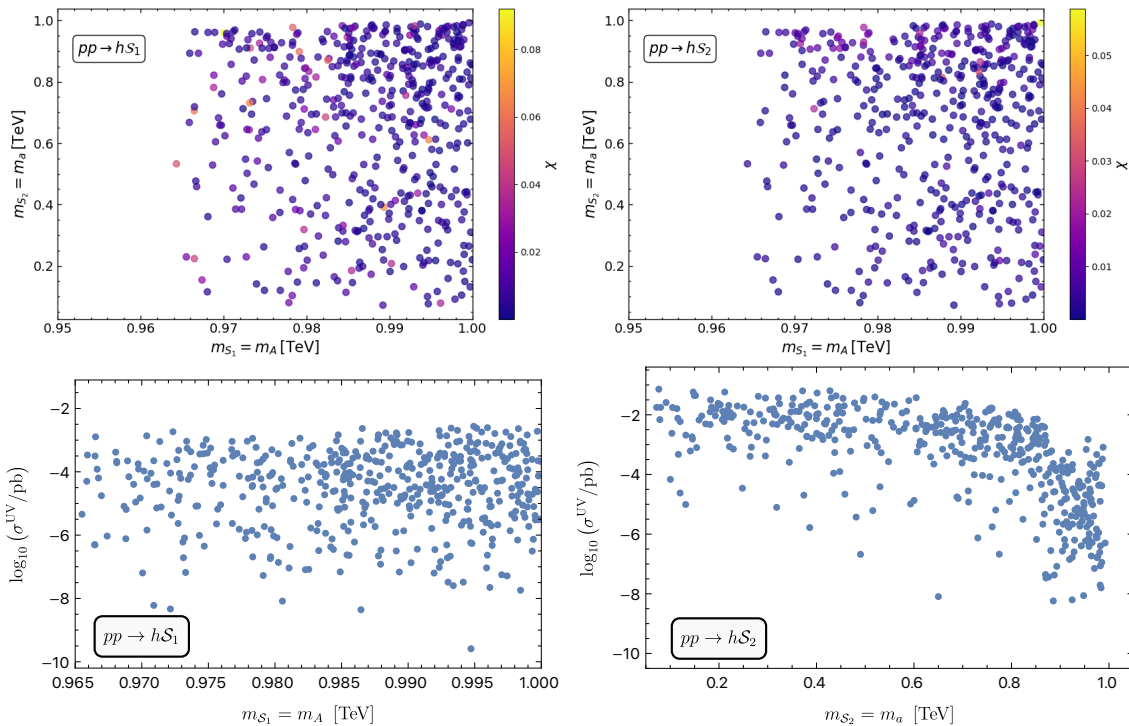 pp → hS₁
1.0
0.8
0.6
0.4
0.2
m_{S₂} = m_a [TeV]
0.95 0.96 0.97 0.98 0.99 1.00
m_{S₁} = m_A [TeV]
0.08
0.06
0.04
0.02
χ
pp → hS₂
1.0
0.8
0.6
0.4
0.2
m_{S₂} = m_a [TeV]
0.95 0.96 0.97 0.98 0.99 1.00
m_{S₁} = m_A [TeV]
0.05
0.04
0.03
0.02
0.01
χ
−2
−4
−6
−8
−10
log₁₀ (σ^{UV}/pb)
pp → hS₁
0.965 0.970 0.975 0.980 0.985 0.990 0.995 1.000
m_{S₁} = m_A [TeV]
−2
−4
−6
−8
−10
log₁₀ (σ^{UV}/pb)
pp → hS₂
0.2 0.4 0.6 0.8 1.0
m_{S₂} = m_a [TeV]